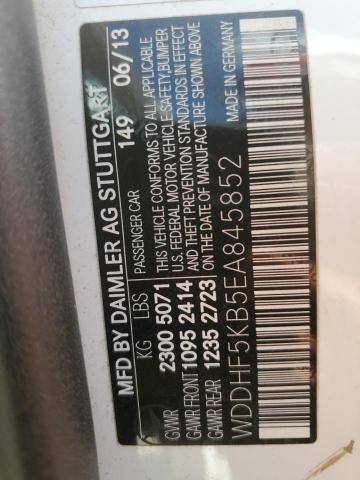 MFD BY DAIMLER AG STUTTGART
149 06/13
PASSENGER CAR
THIS VEHICLE CONFORMS TO ALL APPLICABLE
U.S. FEDERAL MOTOR VEHICLE SAFETY, BUMPER
AND THEFT PREVENTION STANDARDS IN EFFECT
ON THE DATE OF MANUFACTURE SHOWN ABOVE
KG LBS
GVWR 2300 5071
GAWR FRONT 1095 2414
GAWR REAR 1235 2723
MADE IN GERMANY
WDDHF5KB5EA845852